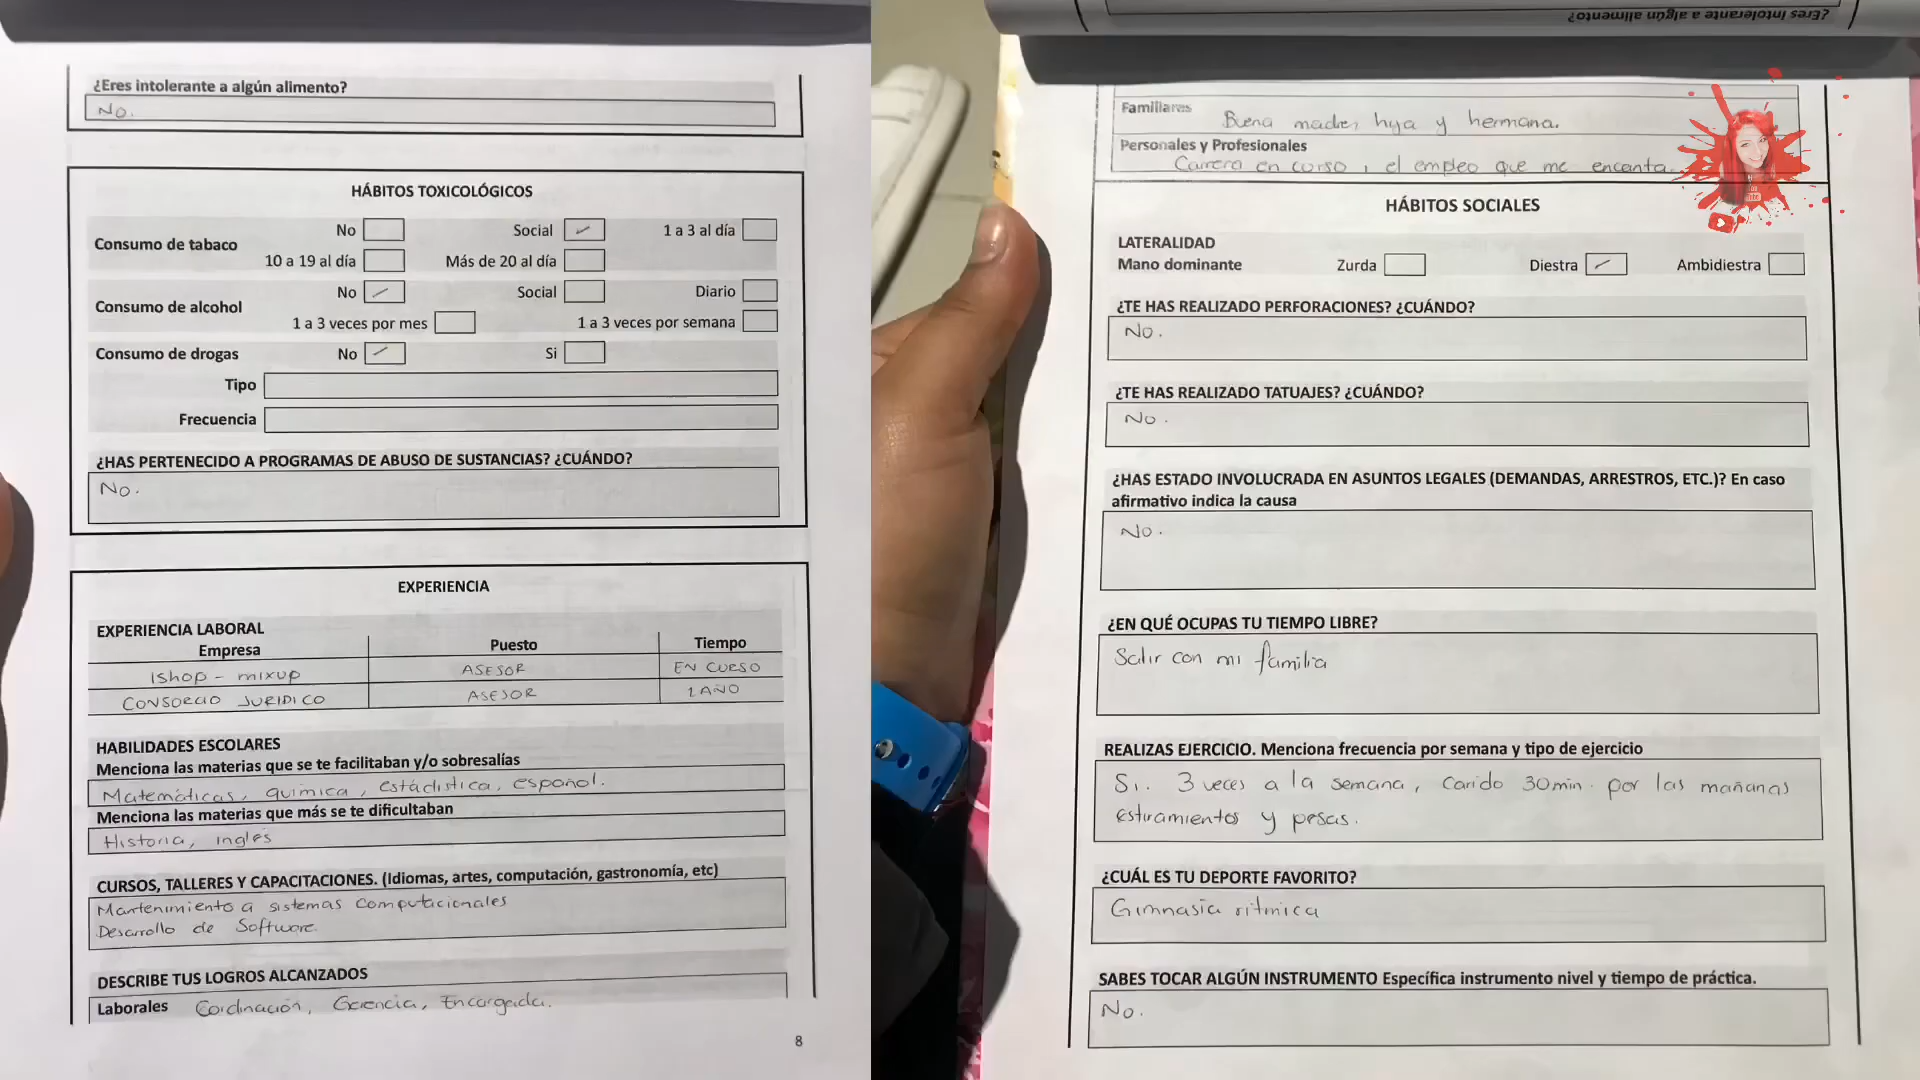 ¿Eres intolerante a algún alimento?
No.
HÁBITOS TOXICOLÓGICOS
Consumo de tabaco
No
Social
1 a 3 al día
10 a 19 al día
Más de 20 al día
Consumo de alcohol
No
Social
Diario
1 a 3 veces por mes
1 a 3 veces por semana
Consumo de drogas
No
Si
Tipo
Frecuencia
¿HAS PERTENECIDO A PROGRAMAS DE ABUSO DE SUSTANCIAS? ¿CUÁNDO?
No.
EXPERIENCIA
EXPERIENCIA LABORAL
Empresa Puesto Tiempo
Ishop - mixup ASESOR EN CURSO
CONSORCIO JURIDICO ASESOR 1 AÑO
HABILIDADES ESCOLARES
Menciona las materias que se te facilitaban y/o sobresalías
Matemáticas, química, estádistica, español.
Menciona las materias que más se te dificultaban
Historia, inglés
CURSOS, TALLERES Y CAPACITACIONES. (Idiomas, artes, computación, gastronomía, etc)
Mantenimiento a sistemas computacionales
Desarrollo de Software.
DESCRIBE TUS LOGROS ALCANZADOS
Laborales Cordinación, Gerencia, Encargada.
8
¿Eres intolerante a algún alimento?
Familiares
Buena madre, hija y hermana.
Personales y Profesionales
Carrera en curso, el empleo que me encanta.
HÁBITOS SOCIALES
LATERALIDAD
Mano dominante Zurda Diestra Ambidiestra
¿TE HAS REALIZADO PERFORACIONES? ¿CUÁNDO?
No.
¿TE HAS REALIZADO TATUAJES? ¿CUÁNDO?
No.
¿HAS ESTADO INVOLUCRADA EN ASUNTOS LEGALES (DEMANDAS, ARRESTROS, ETC.)? En caso
afirmativo indica la causa
No.
¿EN QUÉ OCUPAS TU TIEMPO LIBRE?
Salir con mi familia
REALIZAS EJERCICIO. Menciona frecuencia por semana y tipo de ejercicio
Si. 3 veces a la semana, carido 30 min. por las mañanas
estiramientos y pesas.
¿CUÁL ES TU DEPORTE FAVORITO?
Gimnasia ritmica
SABES TOCAR ALGÚN INSTRUMENTO Específica instrumento nivel y tiempo de práctica.
No.